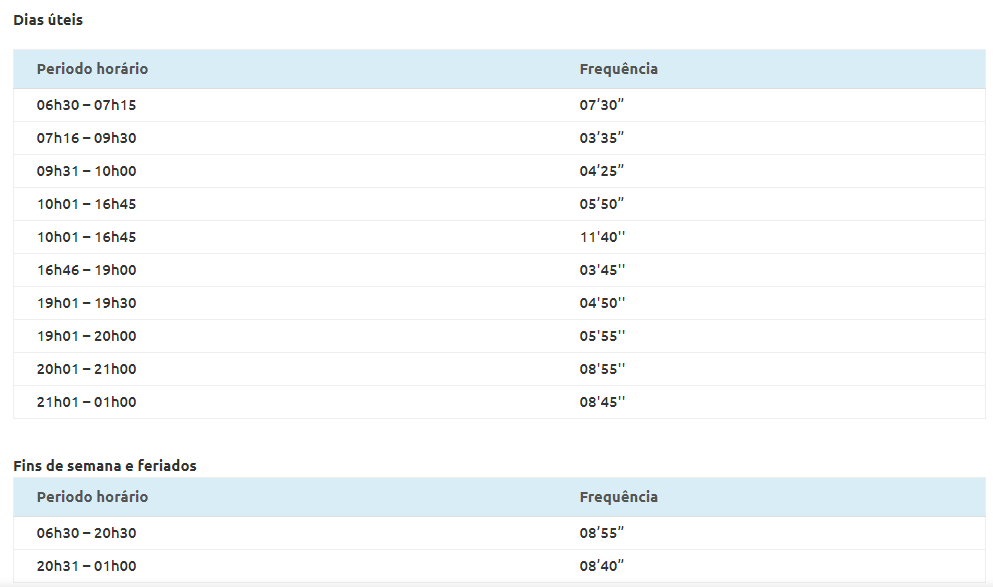 Dias úteis
Periodo horário Frequência
06h30 – 07h15 07’30”
07h16 – 09h30 03’35”
09h31 – 10h00 04’25”
10h01 – 16h45 05’50”
10h01 – 16h45 11'40''
16h46 – 19h00 03'45''
19h01 – 19h30 04'50''
19h01 – 20h00 05'55''
20h01 – 21h00 08'55''
21h01 – 01h00 08'45''
Fins de semana e feriados
Periodo horário Frequência
06h30 – 20h30 08’55”
20h31 – 01h00 08’40”